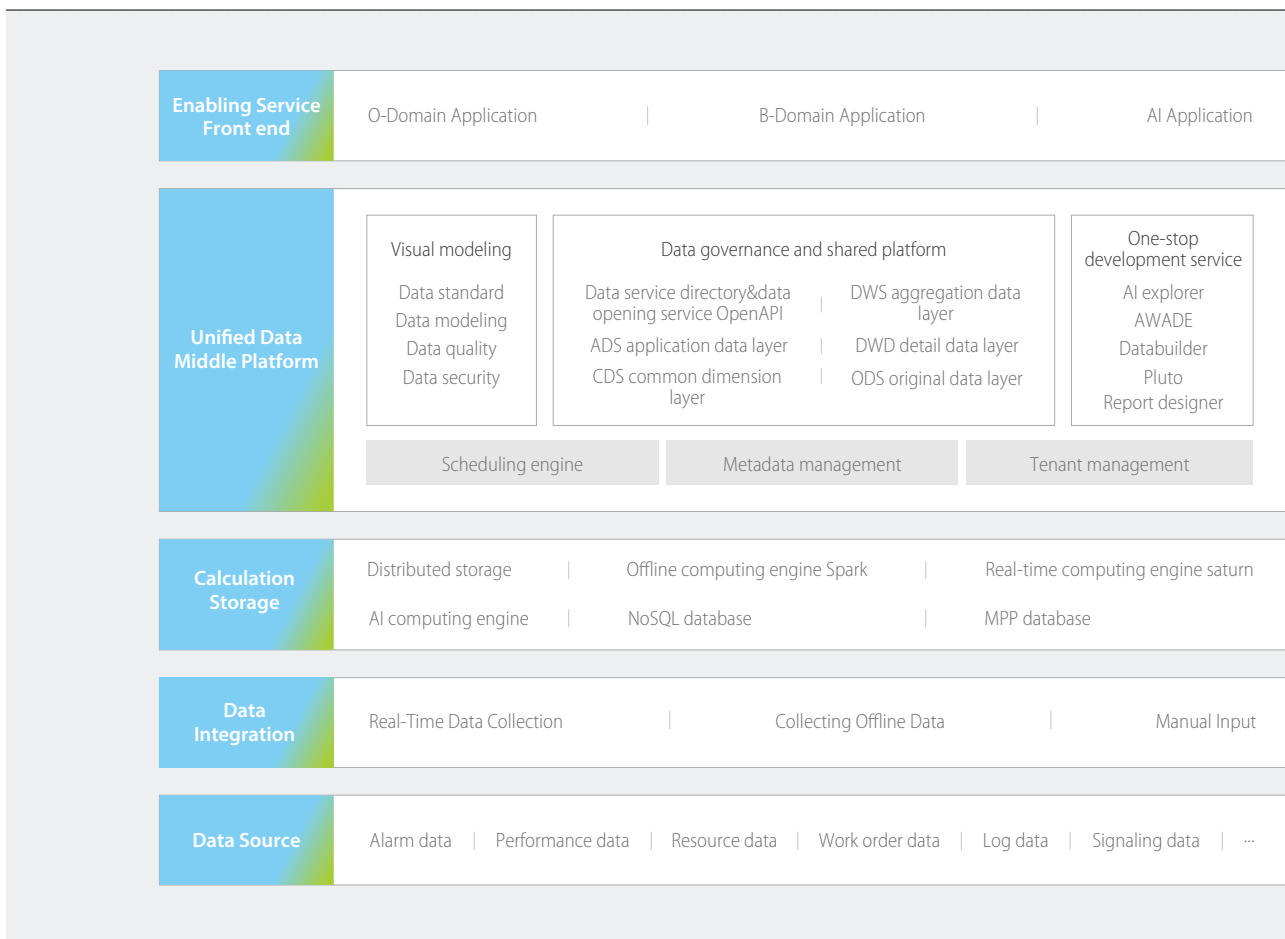 Enabling Service
Front end
O-Domain Application
B-Domain Application
AI Application
Unified Data
Middle Platform
Visual modeling
Data standard
Data modeling
Data quality
Data security
Data governance and shared platform
Data service directory&data
opening service OpenAPI
DWS aggregation data
layer
ADS application data layer
DWD detail data layer
CDS common dimension
layer
ODS original data layer
One-stop
development service
AI explorer
AWADE
Databuilder
Pluto
Report designer
Scheduling engine
Metadata management
Tenant management
Calculation
Storage
Distributed storage
Offline computing engine Spark
Real-time computing engine saturn
AI computing engine
NoSQL database
MPP database
Data
Integration
Real-Time Data Collection
Collecting Offline Data
Manual Input
Data Source
Alarm data
Performance data
Resource data
Work order data
Log data
Signaling data
...